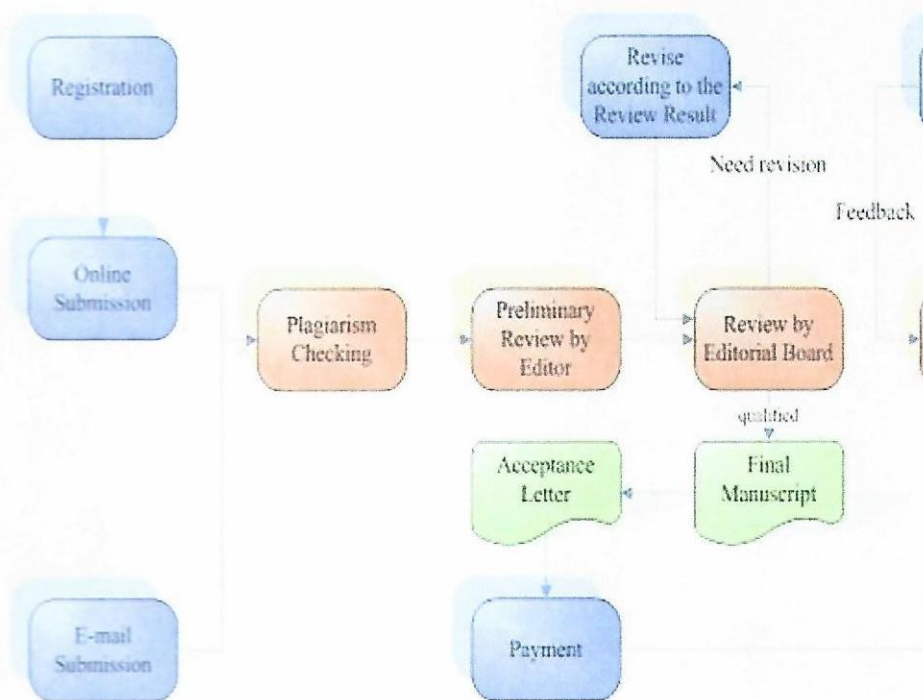 Registration
Revise
according to the
Review Result
Need revision
Feedback
Online
Submission
Plagiarism
Checking
Preliminary
Review by
Editor
Review by
Editorial Board
qualified
Acceptance
Letter
Final
Manuscript
E-mail
Submission
Payment